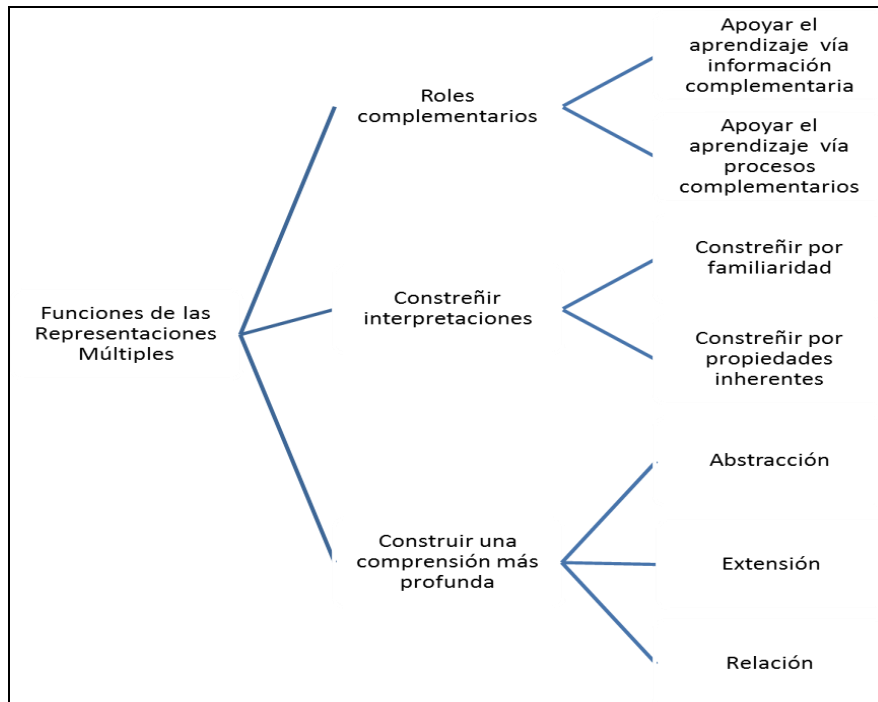 Funciones de las
Representaciones
Múltiples
Roles
complementarios
Apoyar el
aprendizaje vía
información
complementaria
Apoyar el
aprendizaje vía
procesos
complementarios
Constreñir
interpretaciones
Constreñir por
familiaridad
Constreñir por
propiedades
inherentes
Construir una
comprensión más
profunda
Abstracción
Extensión
Relación